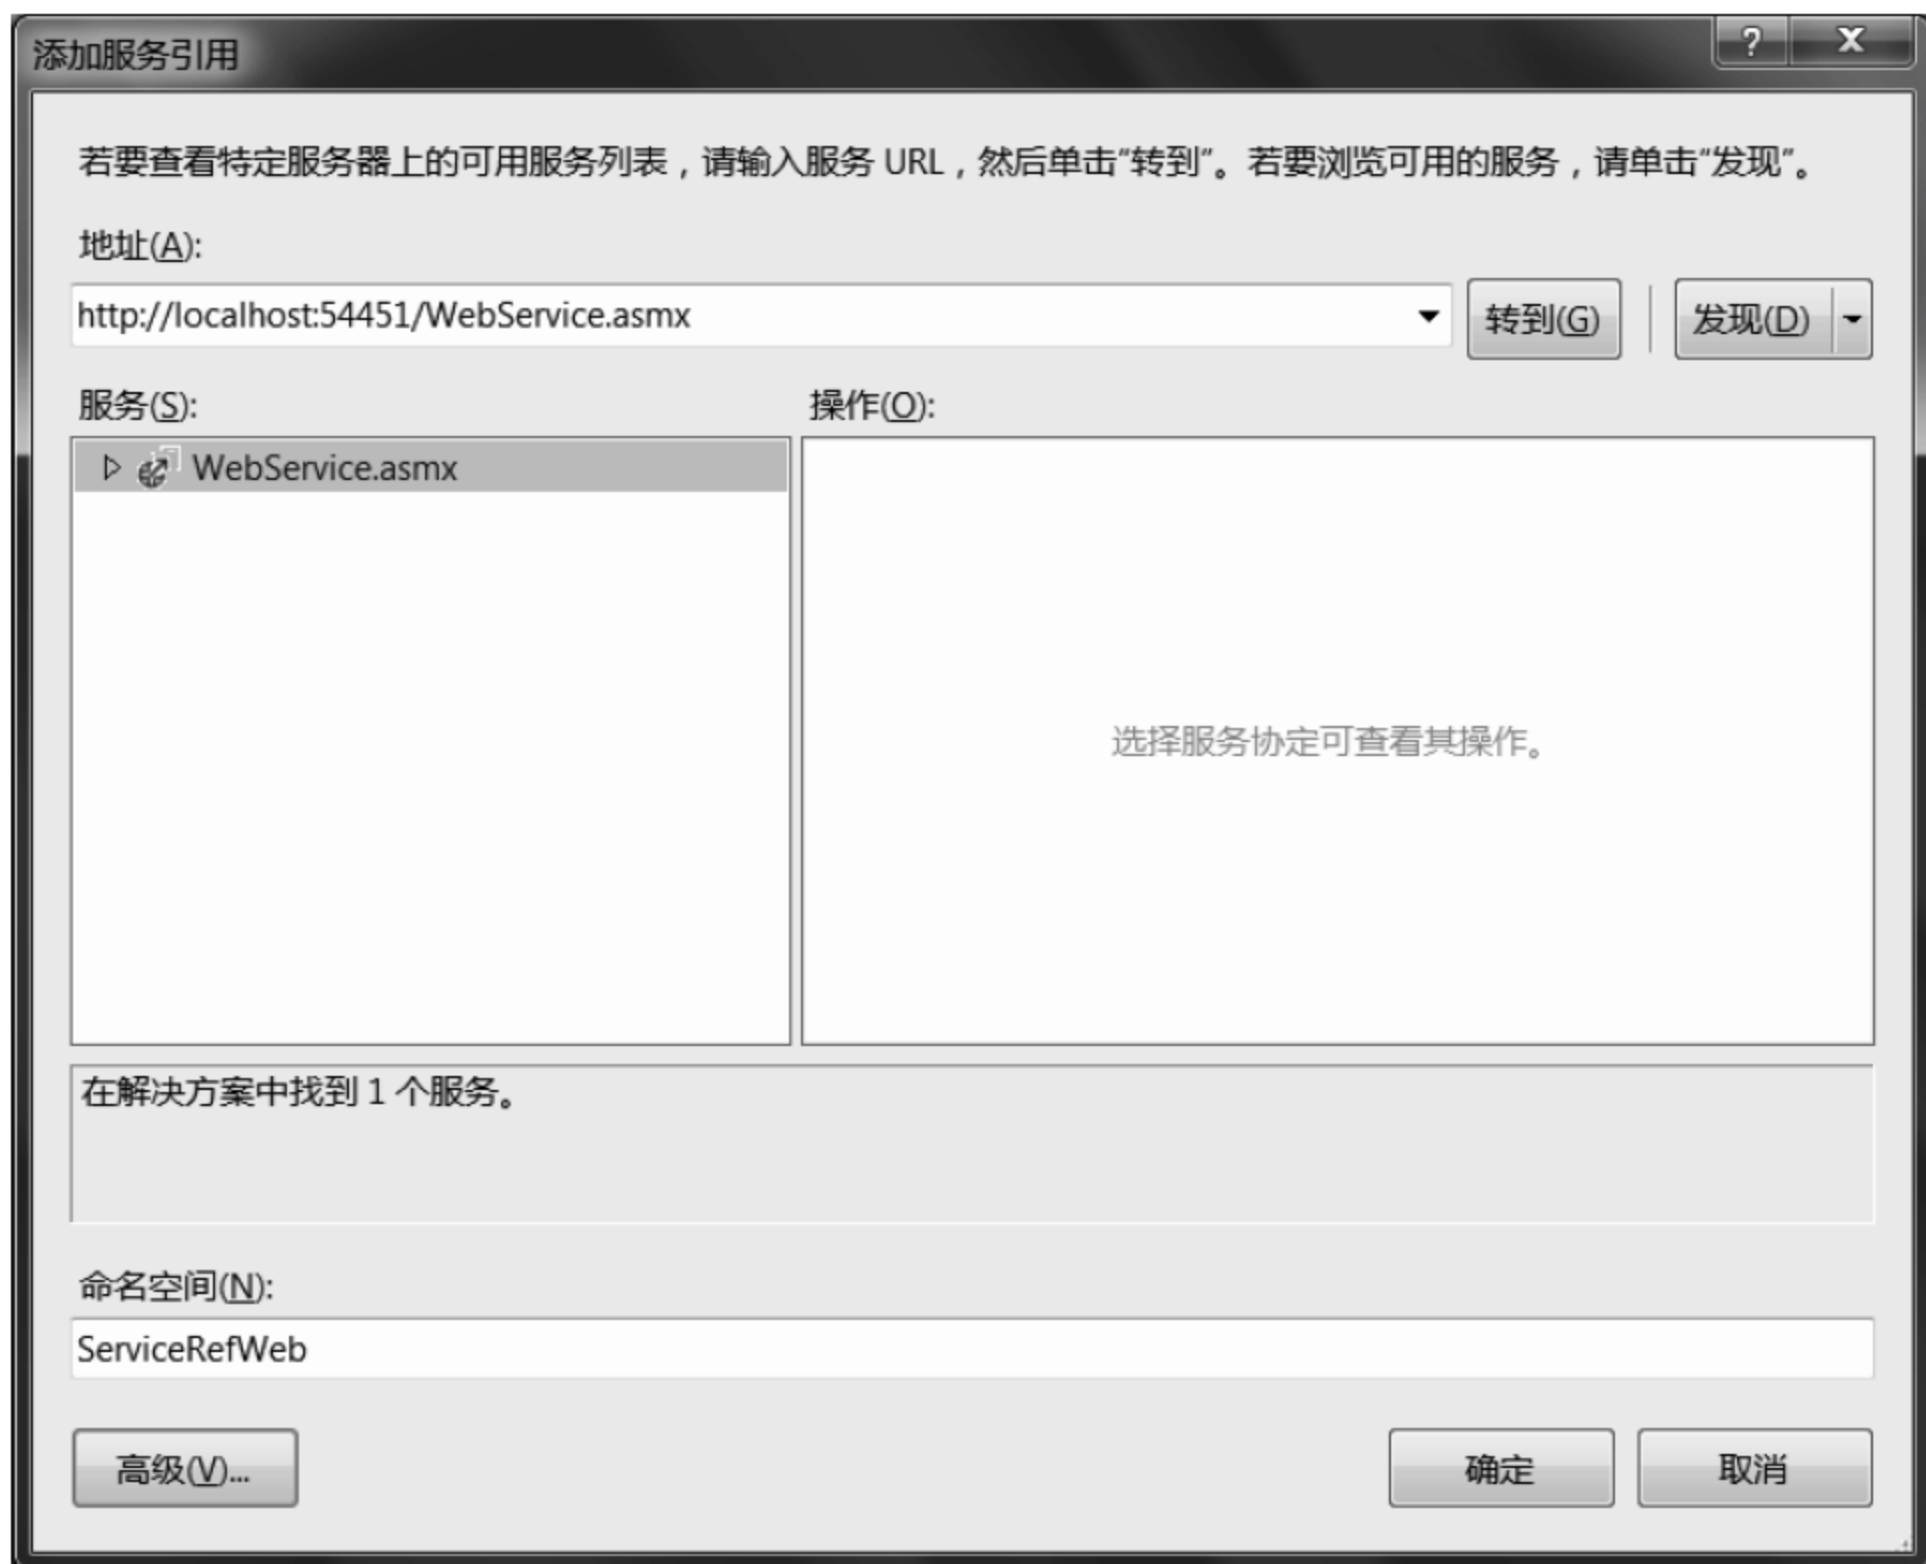 添加服务引用
若要查看特定服务器上的可用服务列表，请输入服务 URL，然后单击“转到”。若要浏览可用的服务，请单击“发现”。
地址(A):
http://localhost:54451/WebService.asmx
转到(G)
发现(D)
服务(S):
操作(O):
WebService.asmx
选择服务协定可查看其操作。
在解决方案中找到 1 个服务。
命名空间(N):
ServiceRefWeb
高级(V)...
确定
取消